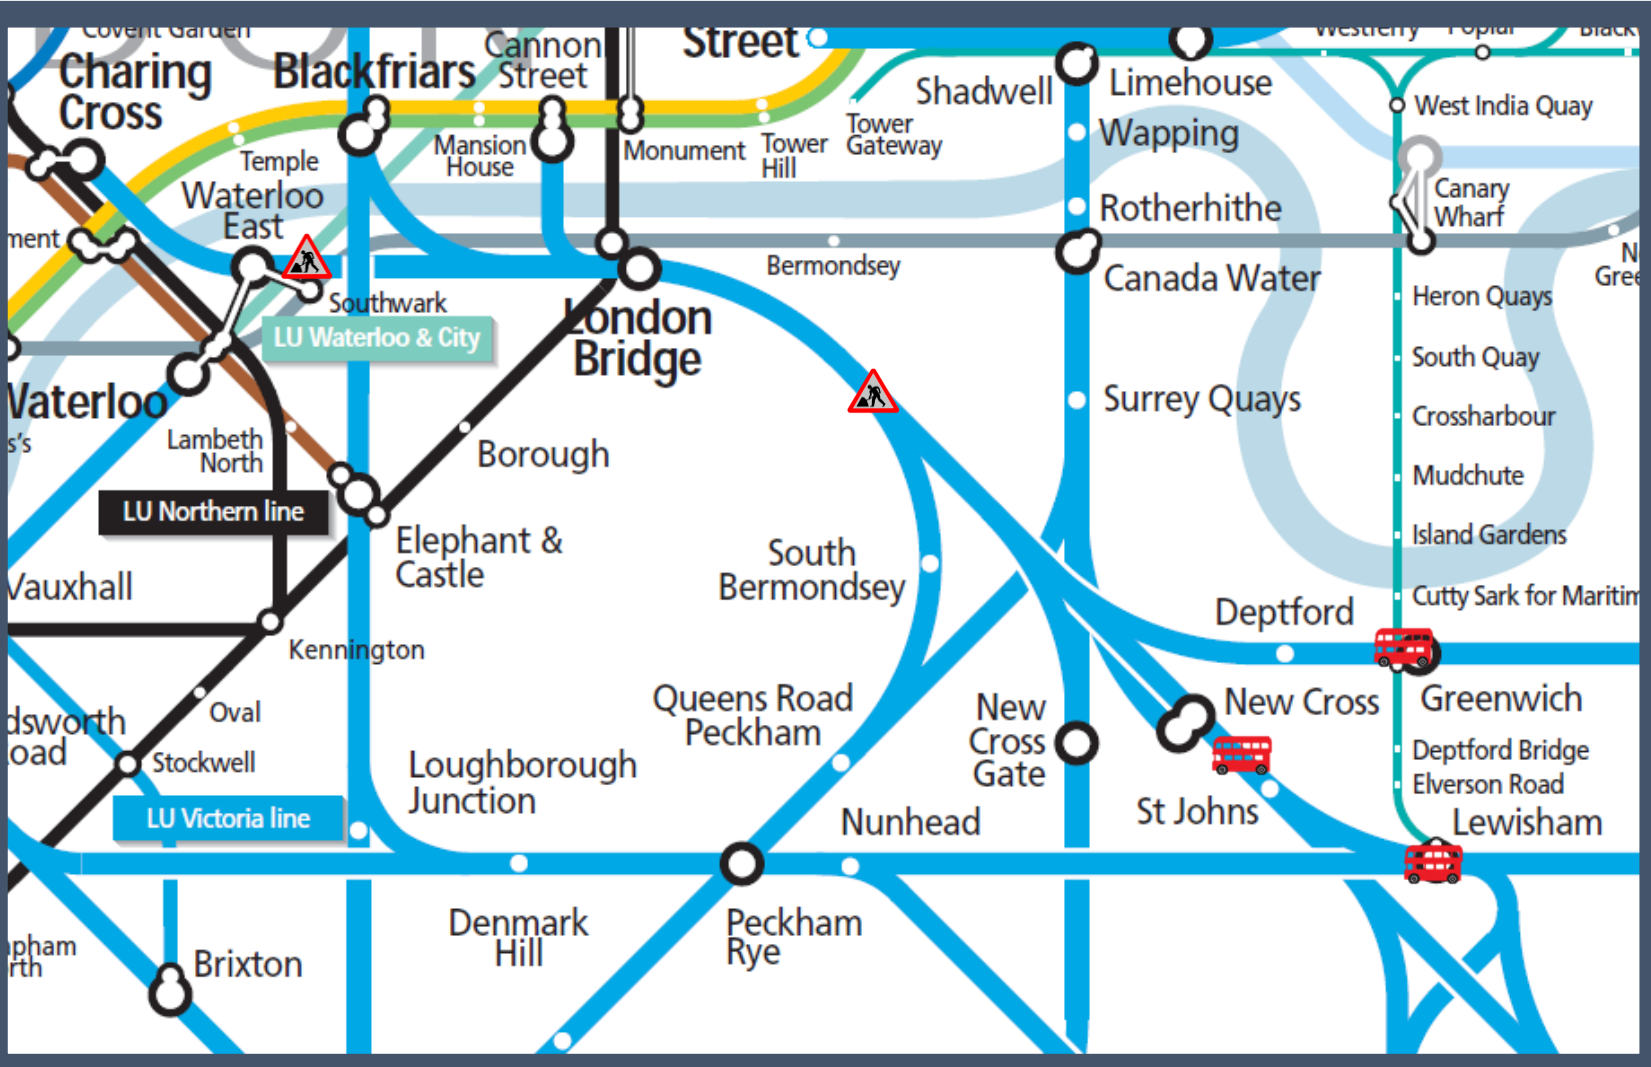 Covent Garden
Charing
Cross
Blackfriars
Cannon
Street
Street
Shadwell
Limehouse
Westferry
Poplar
West India Quay
Temple
Mansion
House
Monument
Tower
Hill
Tower
Gateway
Wapping
Waterloo
East
Rotherhithe
Canary
Wharf
ment
Bermondsey
Canada Water
N
Gree
Southwark
LU Waterloo & City
London
Bridge
Heron Quays
South Quay
Waterloo
s's
Lambeth
North
Borough
Surrey Quays
Crossharbour
Mudchute
LU Northern line
Elephant &
Castle
South
Bermondsey
Island Gardens
Vauxhall
Cutty Sark for Maritim
Deptford
Kennington
Queens Road
Peckham
New
Cross
Gate
New Cross
Greenwich
dsworth
oad
Oval
Stockwell
Loughborough
Junction
Deptford Bridge
Elverson Road
LU Victoria line
Nunhead
St Johns
Lewisham
apham
rth
Brixton
Denmark
Hill
Peckham
Rye